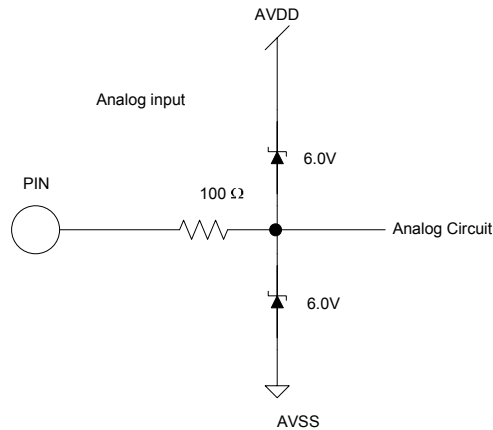 AVDD
Analog input
6.0V
PIN
100 Ω
Analog Circuit
6.0V
AVSS